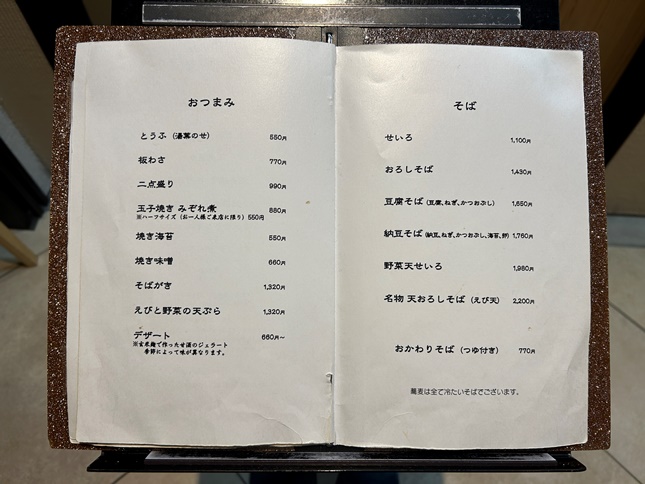 おつまみ
とうふ (湯葉のせ) 550円
板わさ 770円
二点盛り 990円
玉子焼き みぞれ煮 880円
※ハーフサイズ (お一人様ご来店に限り) 550円
焼き海苔 550円
焼き味噌 660円
そばがき 1,320円
えびと野菜の天ぷら 1,320円
デザート 660円～
※玄米麹で作った甘酒のジェラート
季節によって味が異なります。
そば
せいろ 1,100円
おろしそば 1,430円
豆腐そば (豆腐、ねぎ、かつおぶし) 1,650円
納豆そば (納豆、ねぎ、かつおぶし、海苔、卵) 1,760円
野菜天せいろ 1,980円
名物 天おろしそば (えび天) 2,200円
おかわりそば (つゆ付き) 770円
蕎麦は全て冷たいそばでございます。